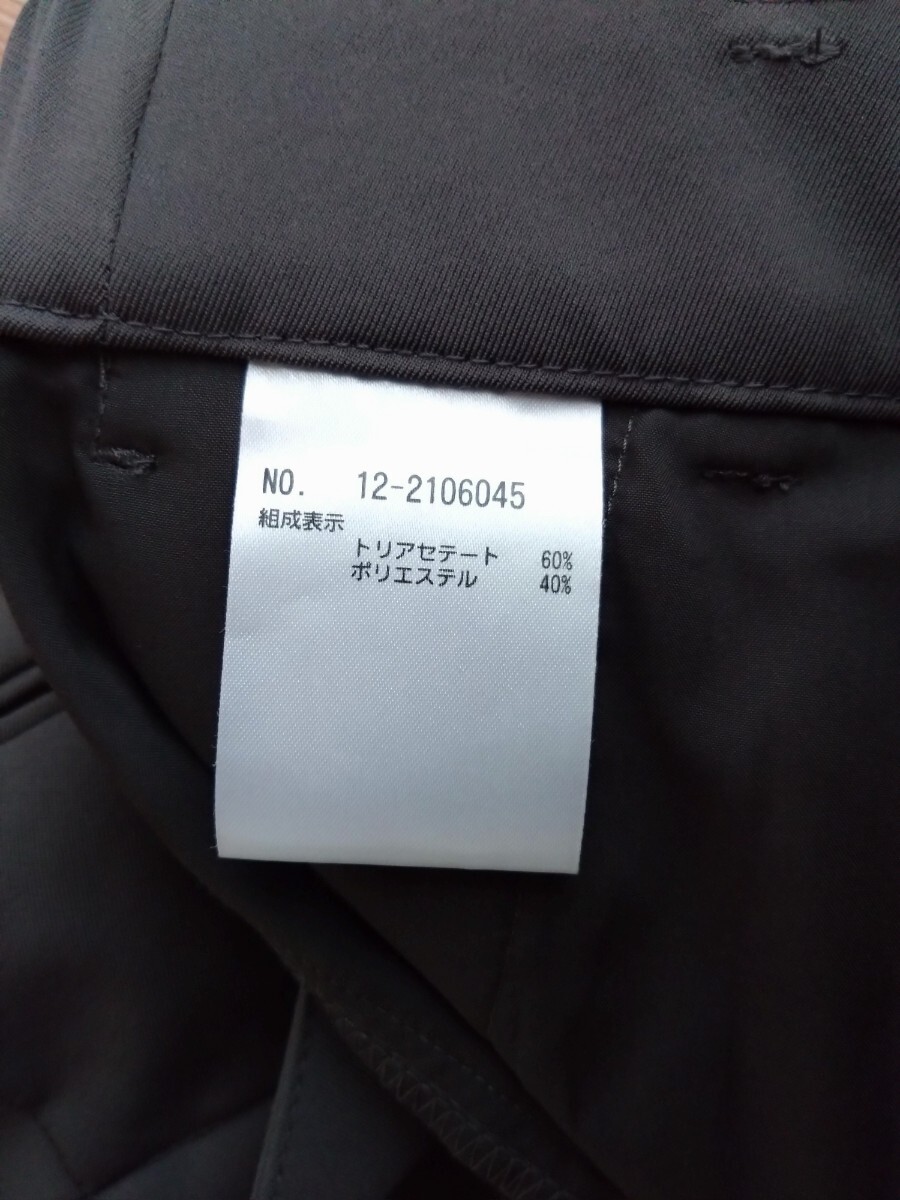 NO. 12-2106045
組成表示
トリアセテート 60%
ポリエステル 40%